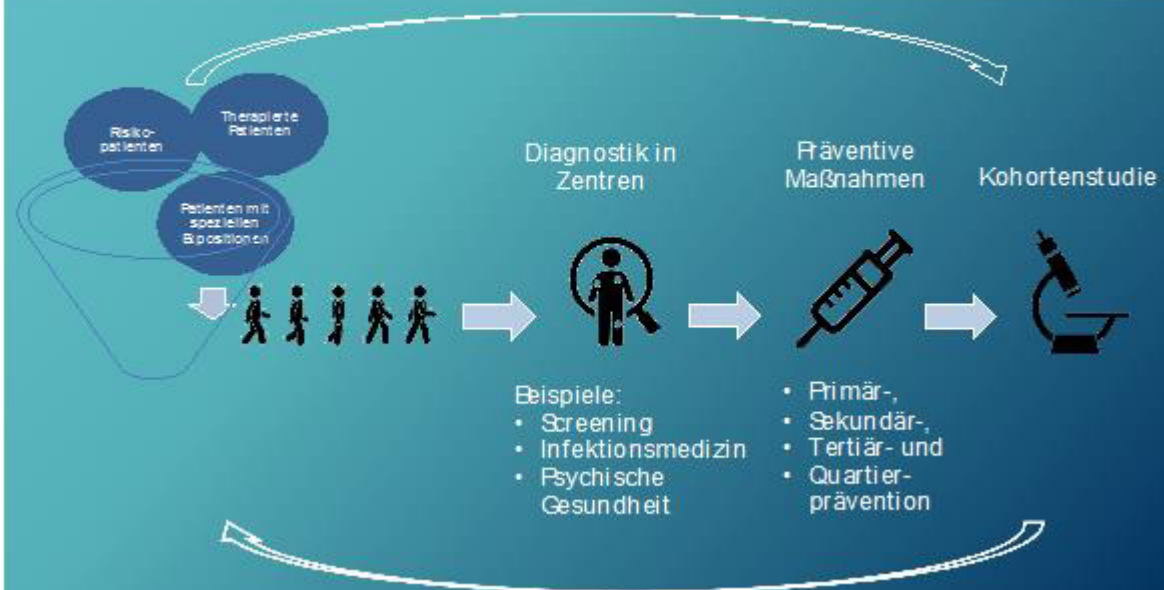 Risiko-
patienten
Therapierte
Patienten
Patienten mit
speziellen
Expositionen
Diagnostik in
Zentren
Präventive
Maßnahmen
Kohortenstudie
Beispiele:
• Screening
• Infektionsmedizin
• Psychische
Gesundheit
• Primär-,
• Sekundär-,
• Tertiär- und
• Quartier-
prävention